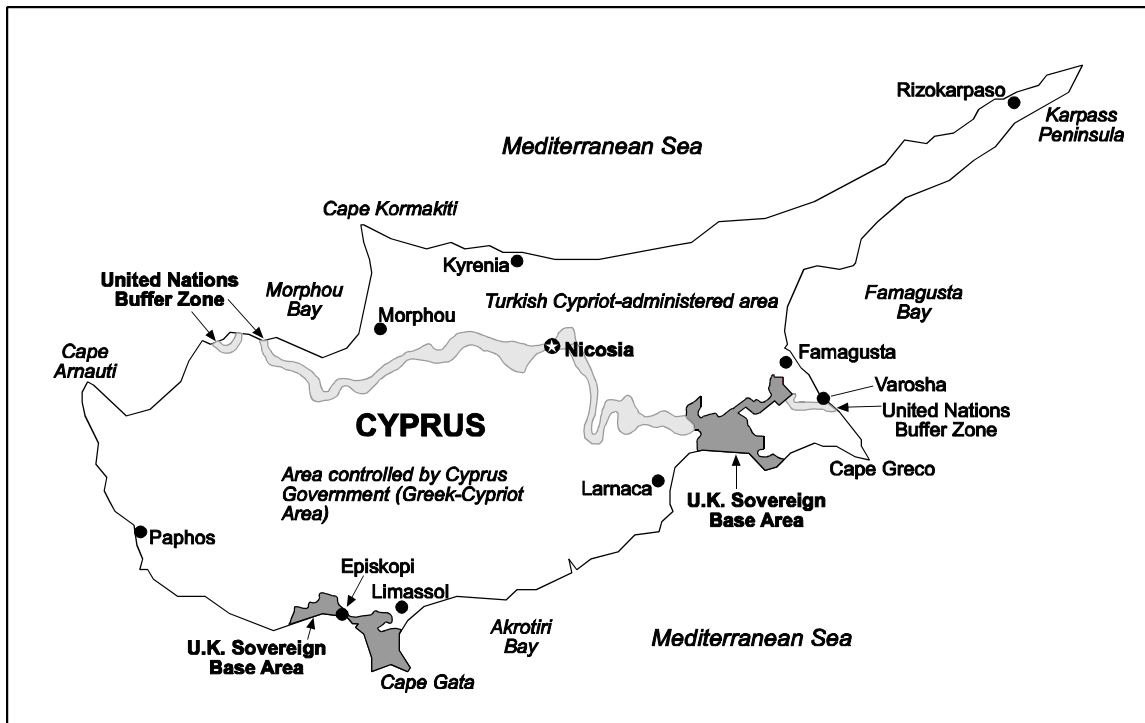 Rizokarpaso
Karpass
Peninsula
Mediterranean Sea
Cape Kormakiti
Kyrenia
United Nations
Buffer Zone
Morphou
Bay
Turkish Cypriot-administered area
Famagusta
Bay
Morphou
Nicosia
Cape
Arnauti
Famagusta
Varosha
United Nations
Buffer Zone
CYPRUS
Cape Greco
Area controlled by Cyprus
Government (Greek-Cypriot
Area)
Larnaca
U.K. Sovereign
Base Area
Paphos
Episkopi
Limassol
Akrotiri
Bay
Mediterranean Sea
U.K. Sovereign
Base Area
Cape Gata